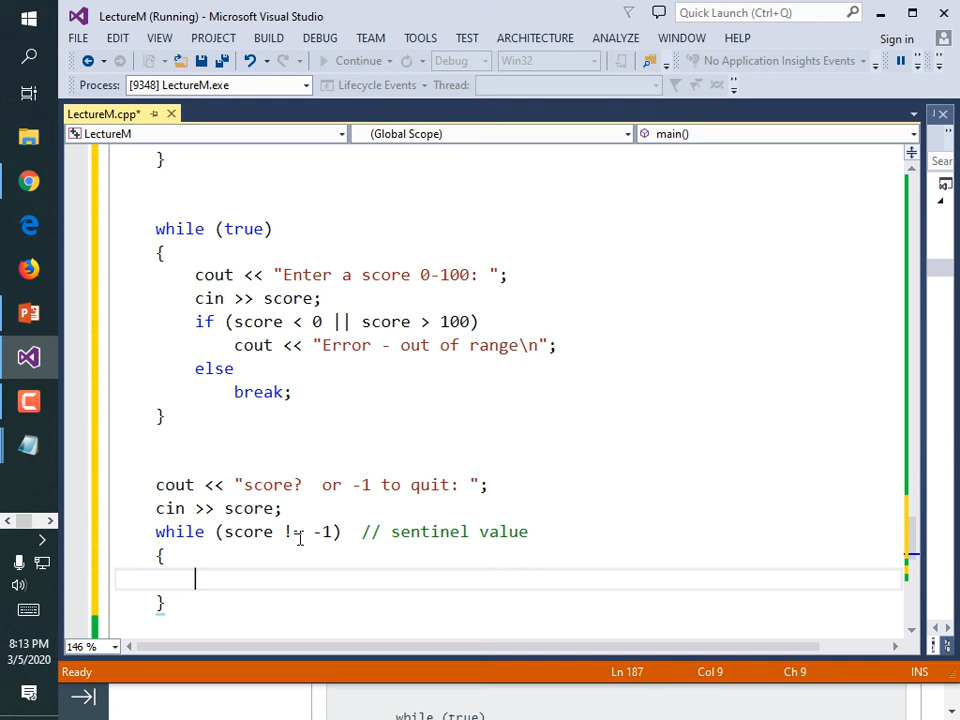 LectureM (Running) - Microsoft Visual Studio
Quick Launch (Ctrl+Q)
FILE EDIT VIEW PROJECT BUILD DEBUG TEAM TOOLS TEST ARCHITECTURE ANALYZE WINDOW HELP
Sign in
Continue Debug Win32 No Application Insights Events
Process: [9348] LectureM.exe Lifecycle Events Thread:
LectureM.cpp*
LectureM (Global Scope) main()
Sear
}
while (true)
{
cout << "Enter a score 0-100: ";
cin >> score;
if (score < 0 || score > 100)
cout << "Error - out of range\n";
else
break;
}
cout << "score?  or -1 to quit: ";
cin >> score;
while (score != -1)  // sentinel value
{
}
146 %
Ready Ln 187 Col 9 Ch 9 INS
8:13 PM
3/5/2020
while (true)